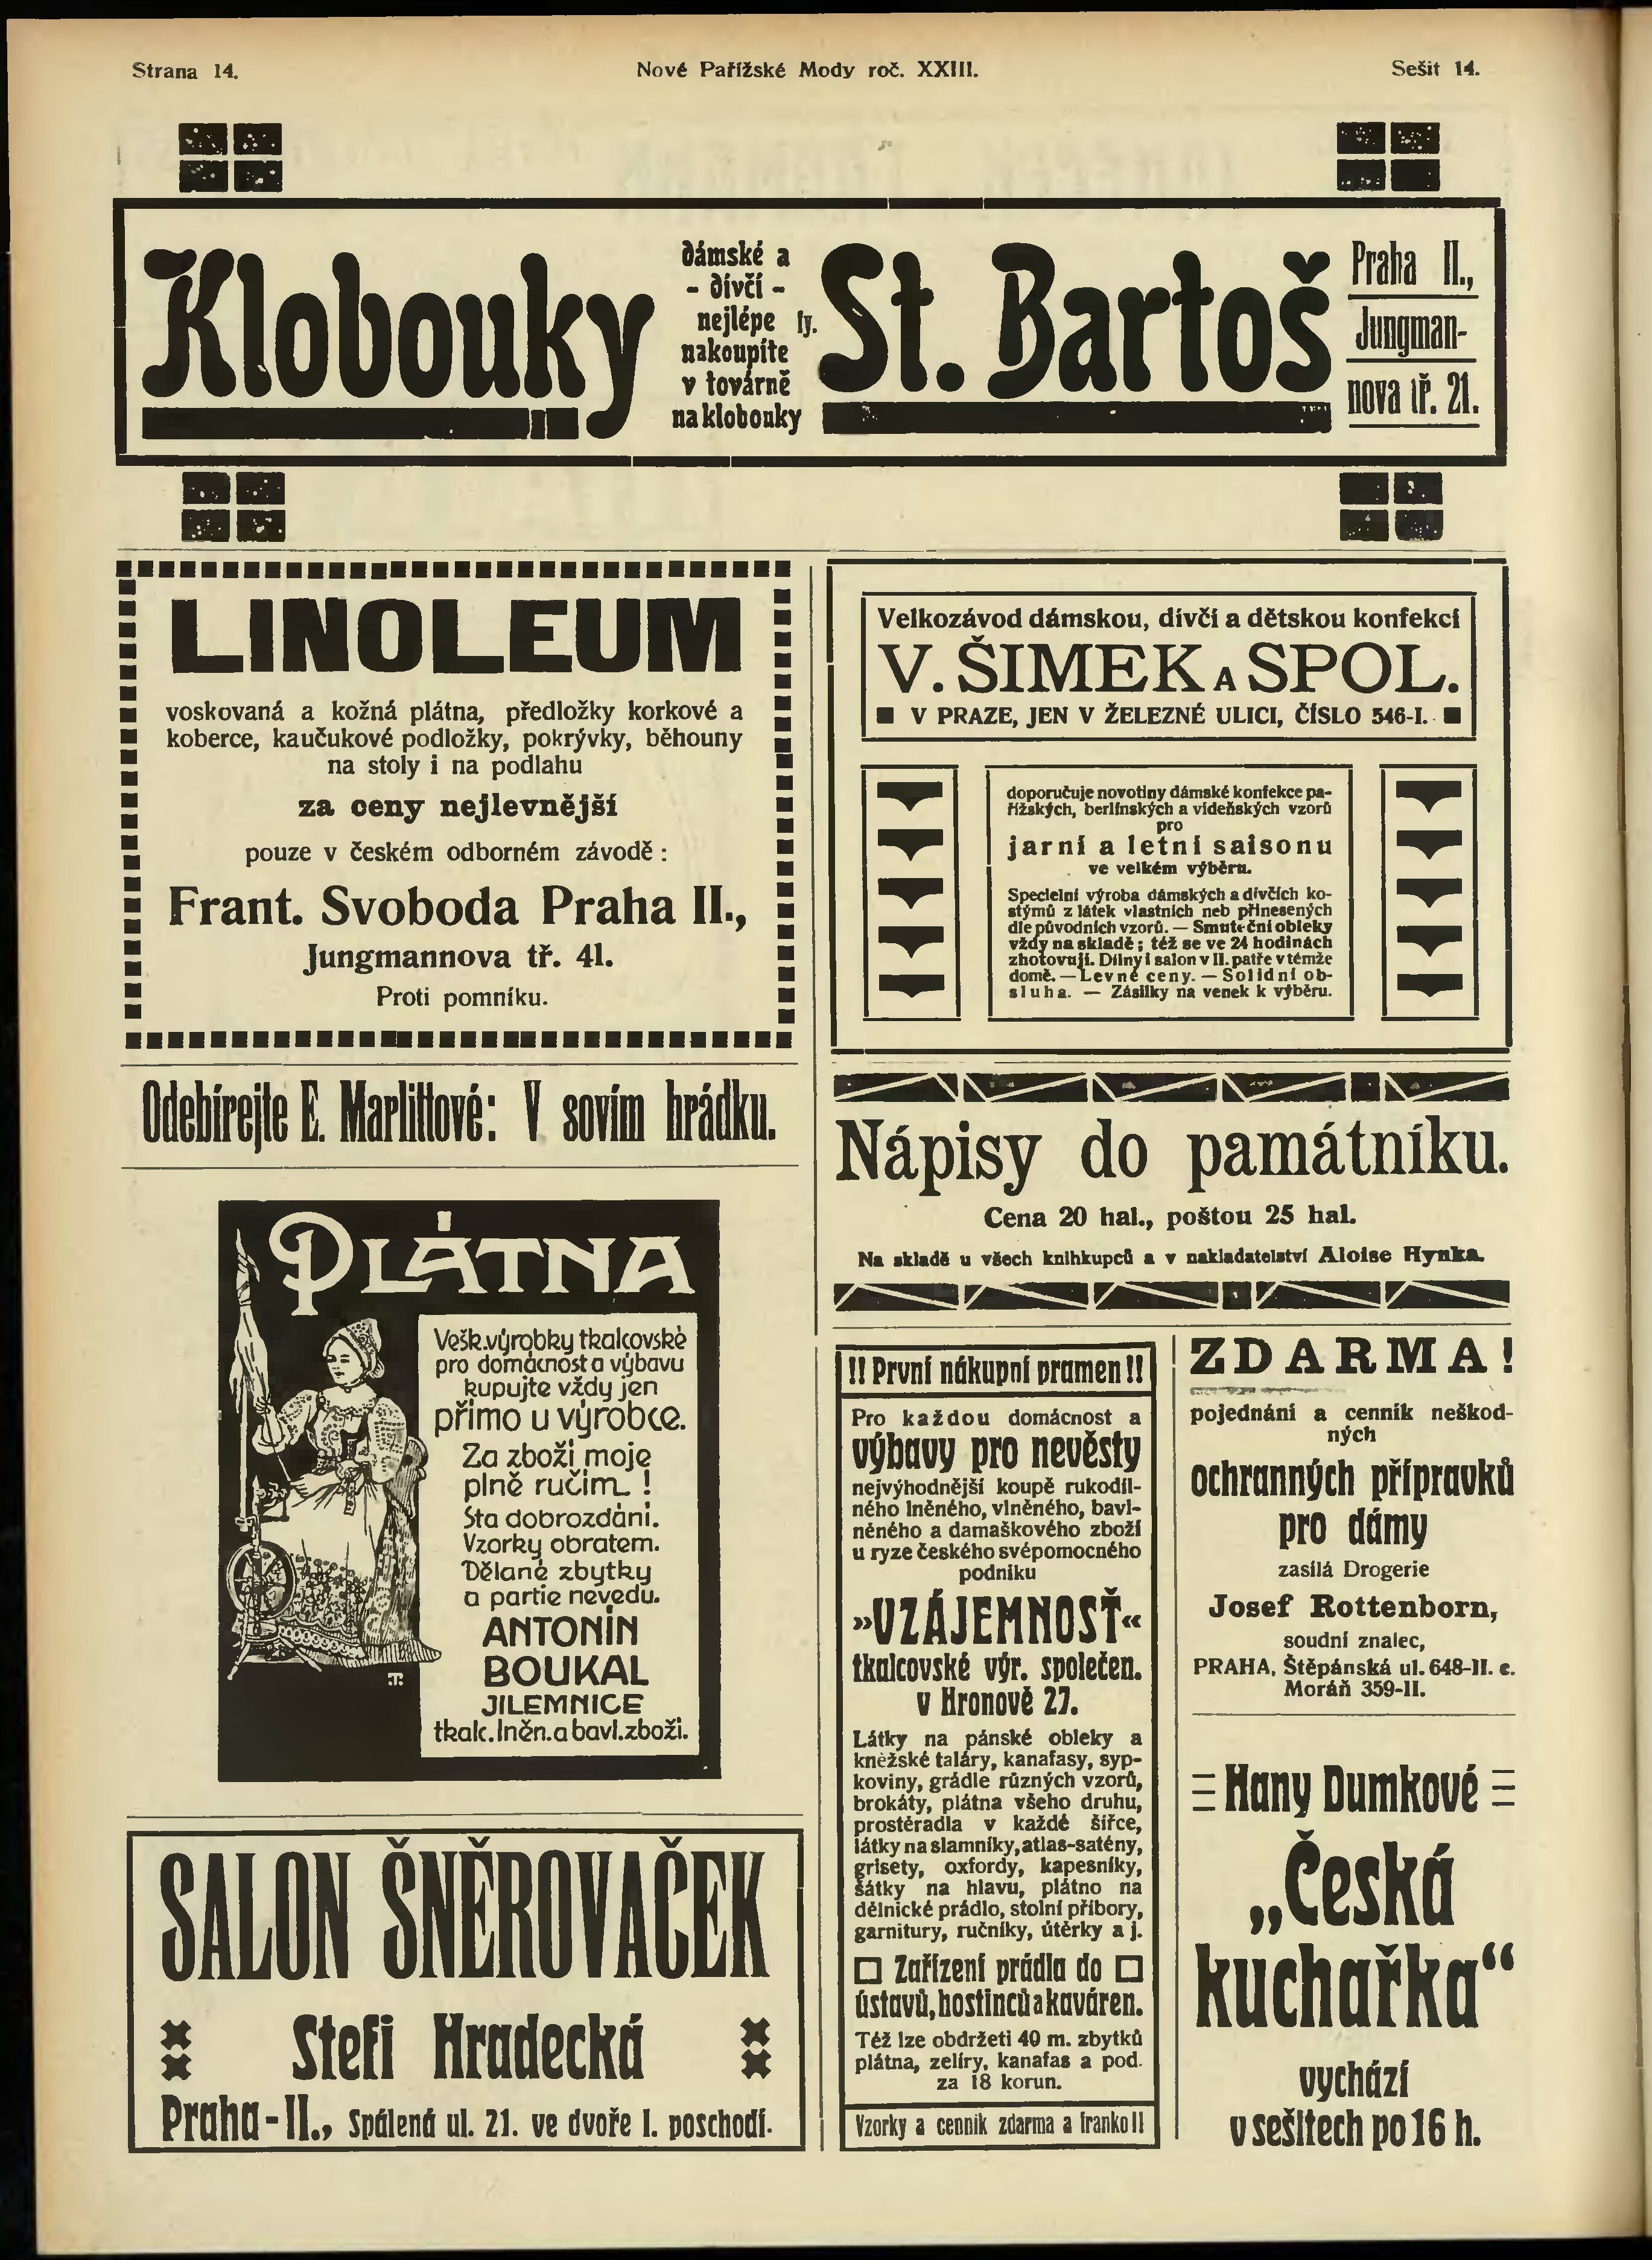 Strana 14.
Nové Pařížské Mody roč. XXIII.
Sešit 14.
Klobouky
dámské a
- dívčí -
nejlépe fy.
nakoupíte
v továrně
na klobouky
St. Bartoš
Praha II.,
Jungman-
nova tř. 21.
LINOLEUM
voskovaná a kožná plátna, předložky korkové a
koberce, kaučukové podložky, pokrývky, běhouny
na stoly i na podlahu
za ceny nejlevnější
pouze v českém odborném závodě :
Frant. Svoboda Praha II.,
Jungmannova tř. 41.
Proti pomníku.
Odebírejte E. Marlittové: V sovím hrádku.
PLÁTNA
Vešk. výrobky tkalcovské
pro domácnost a výbavu
kupujte vždy jen
přímo u výrobce.
Za zboží moje
plně ručím. !
Sta dobrozdání.
Vzorky obratem.
Dělané zbytky
a partie nevedu.
ANTONÍN
BOUKAL
JILEMNICE
tkalc. lněn. a bavl. zboží.
SALON ŠNĚROVAČEK
Stefi Hradecká
Praha-II., Spálená ul. 21. ve dvoře I. poschodí.
Velkozávod dámskou, dívčí a dětskou konfekcí
V. ŠIMEK A SPOL.
V PRAZE, JEN V ŽELEZNÉ ULICI, ČÍSLO 546-I.
doporučuje novotiny dámské konfekce pa-
řížských, berlínských a vídeňských vzorů
pro
jarní a letní saisonu
ve velkém výběru.
Specielní výroba dámských a dívčích ko-
stýmů z látek vlastních neb přinesených
dle původních vzorů. — Smuteční obleky
vždy na skladě; též se ve 24 hodinách
zhotovují. Dílny i salon v II. patře v témže
domě. — Levné ceny. — Solidní ob-
sluha. — Zásilky na venek k výběru.
Nápisy do památníku.
Cena 20 hal., poštou 25 hal.
Na skladě u všech knihkupců a v nakladatelství Aloise Hynka.
!! První nákupní pramen !!
Pro každou domácnost a
výbavy pro nevěsty
nejvýhodnější koupě rukodíl-
ného lněného, vlněného, bavl-
něného a damaškového zboží
u ryze českého svépomocného
podniku
»VZÁJEMNOSŤ«
tkalcovské výr. společen.
v Hronově 27.
Látky na pánské obleky a
kněžské taláry, kanafasy, syp-
koviny, grádle různých vzorů,
brokáty, plátna všeho druhu,
prostěradla v každé šířce,
látky na slamníky, atlas-satény,
grisety, oxfordy, kapesníky,
šátky na hlavu, plátno na
dělnické prádlo, stolní příbory,
garnitury, ručníky, útěrky a j.
Zařízení prádla do
ústavů, hostinců a kaváren.
Též lze obdržeti 40 m. zbytků
plátna, zefíry, kanafas a pod.
za 18 korun.
Vzorky a cenník zdarma a franko!!
ZDARMA!
pojednání a cenník neškod-
ných
ochranných přípravků
pro dámy
zasílá Drogerie
Josef Rottenborn,
soudní znalec,
PRAHA, Štěpánská ul. 648-II. c.
Moráň 359-II.
Hany Dumkové
„Česká
kuchařka“
vychází
v sešitech po 16 h.